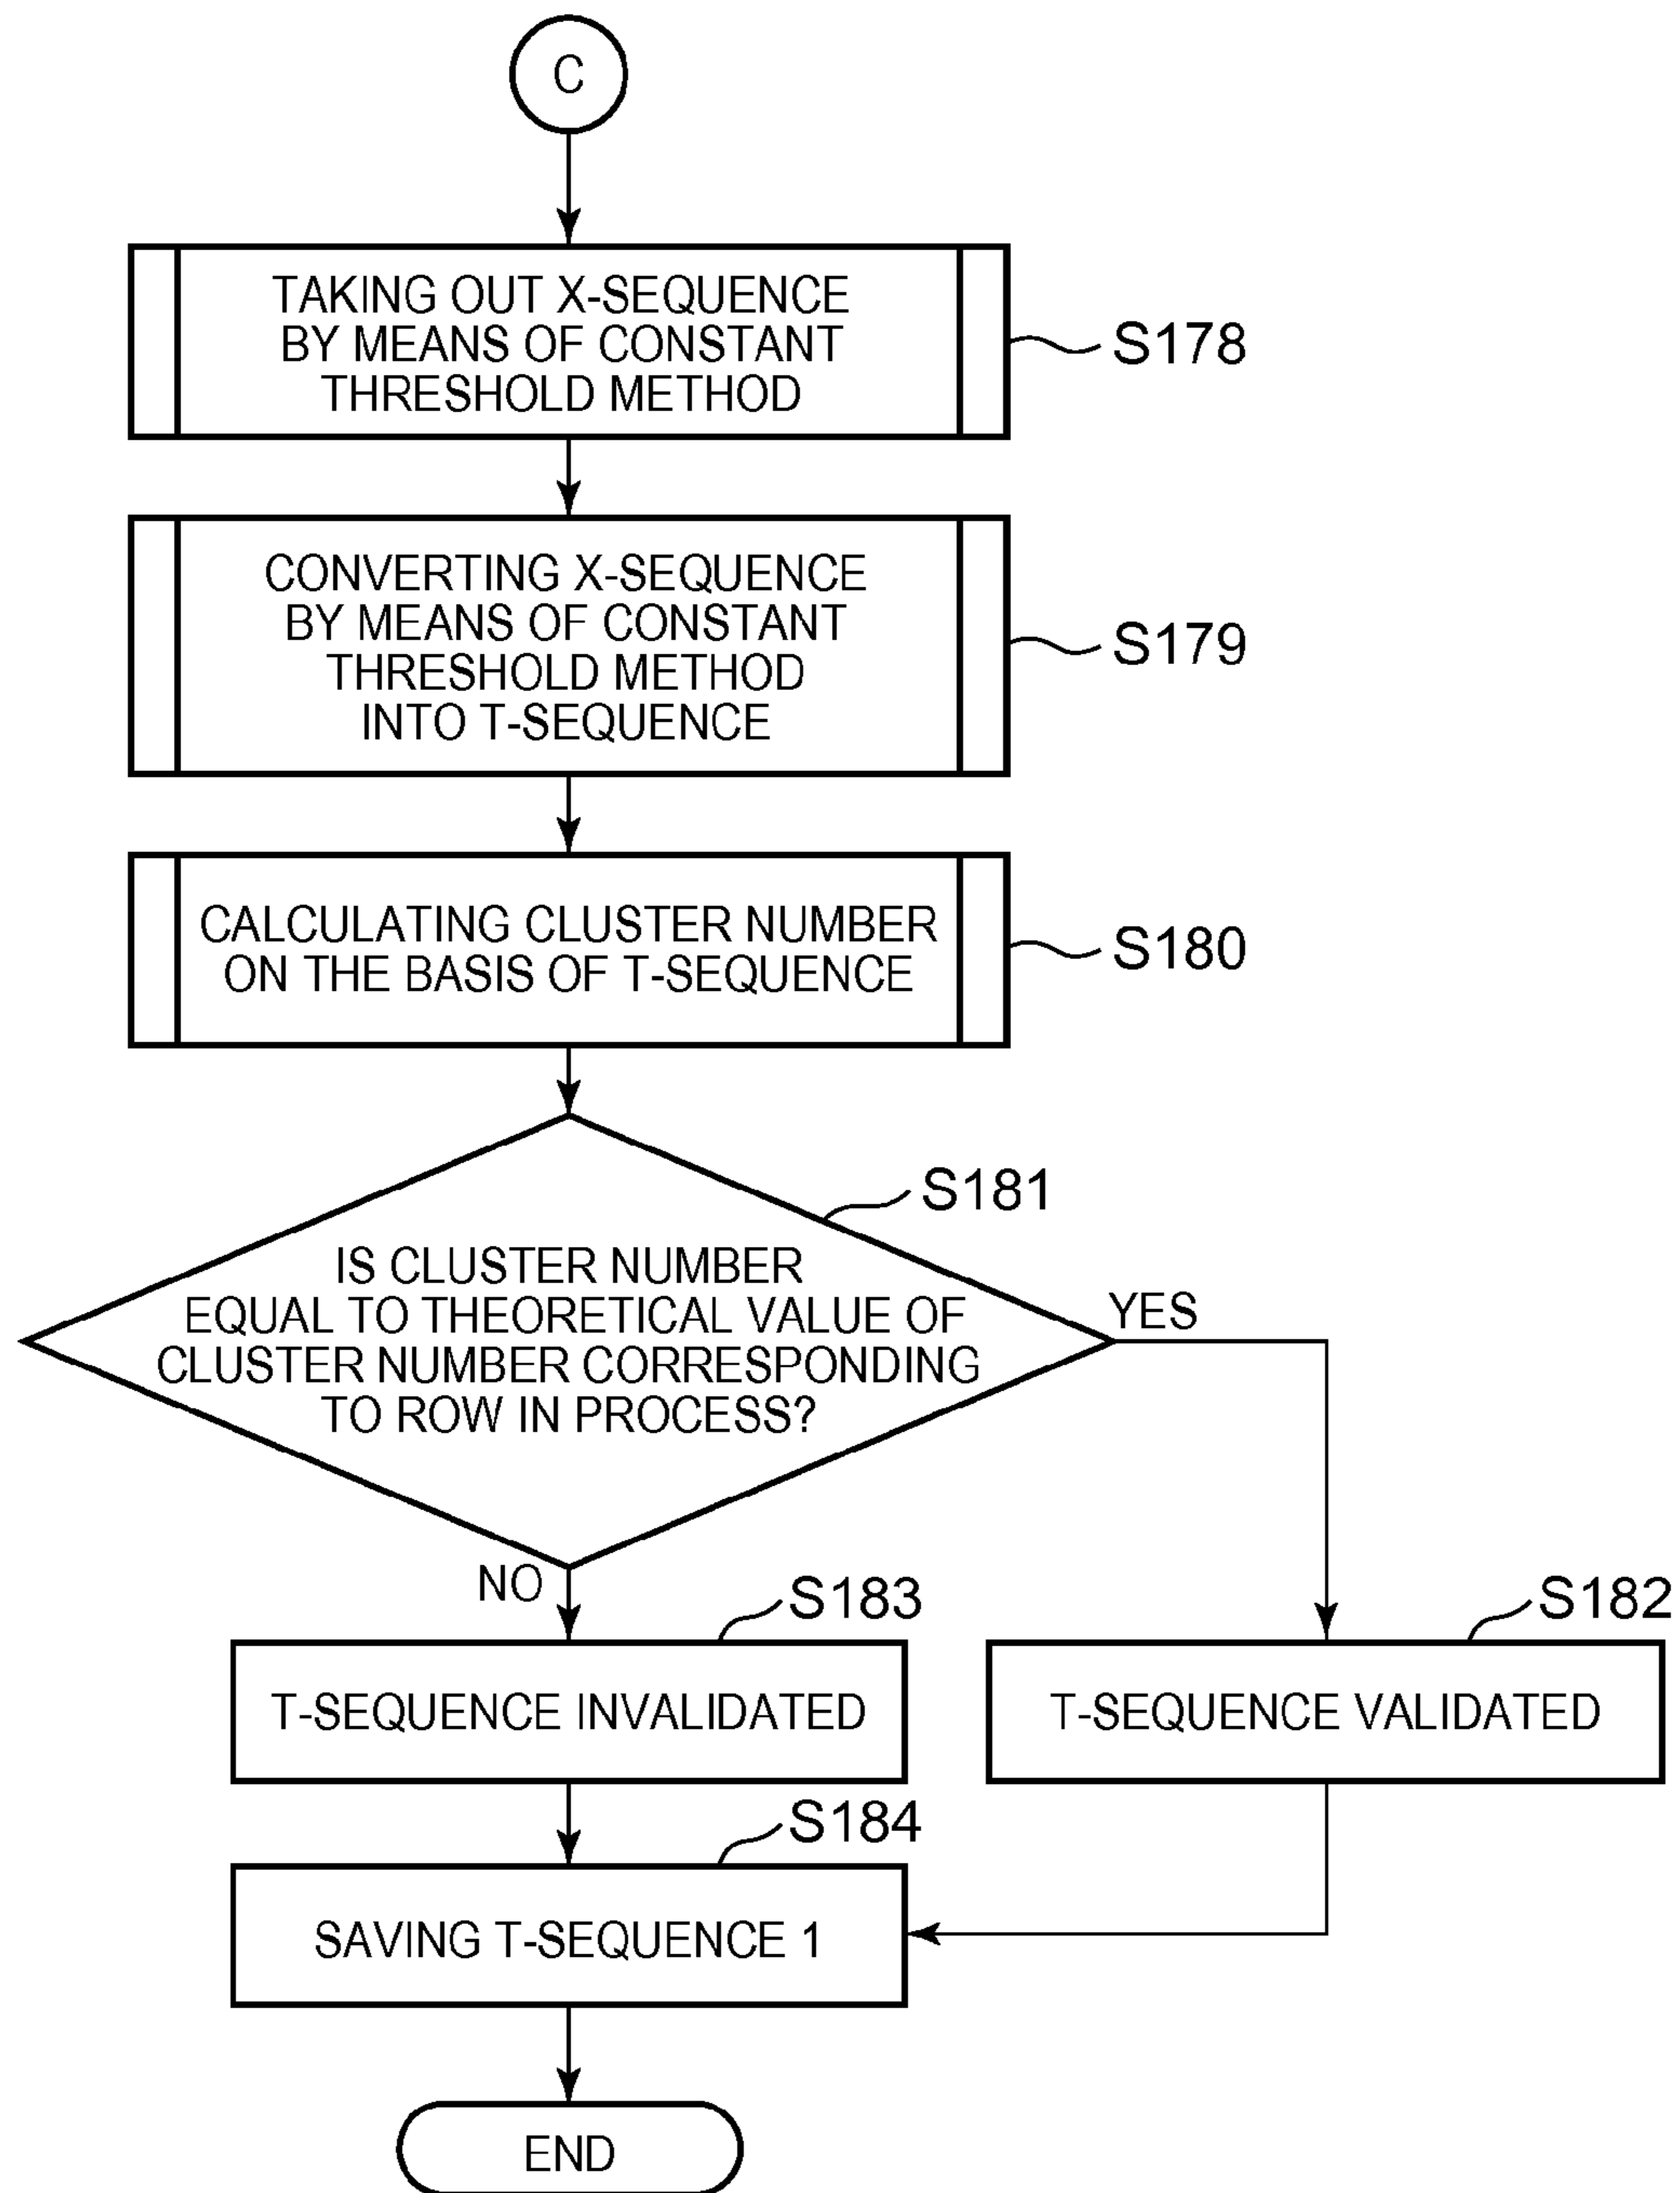 C
TAKING OUT X-SEQUENCE
BY MEANS OF CONSTANT
THRESHOLD METHOD
S178
CONVERTING X-SEQUENCE
BY MEANS OF CONSTANT
THRESHOLD METHOD
INTO T-SEQUENCE
S179
CALCULATING CLUSTER NUMBER
ON THE BASIS OF T-SEQUENCE
S180
S181
IS CLUSTER NUMBER
EQUAL TO THEORETICAL VALUE OF
CLUSTER NUMBER CORRESPONDING
TO ROW IN PROCESS?
YES
NO
S183
T-SEQUENCE INVALIDATED
S182
T-SEQUENCE VALIDATED
S184
SAVING T-SEQUENCE 1
END